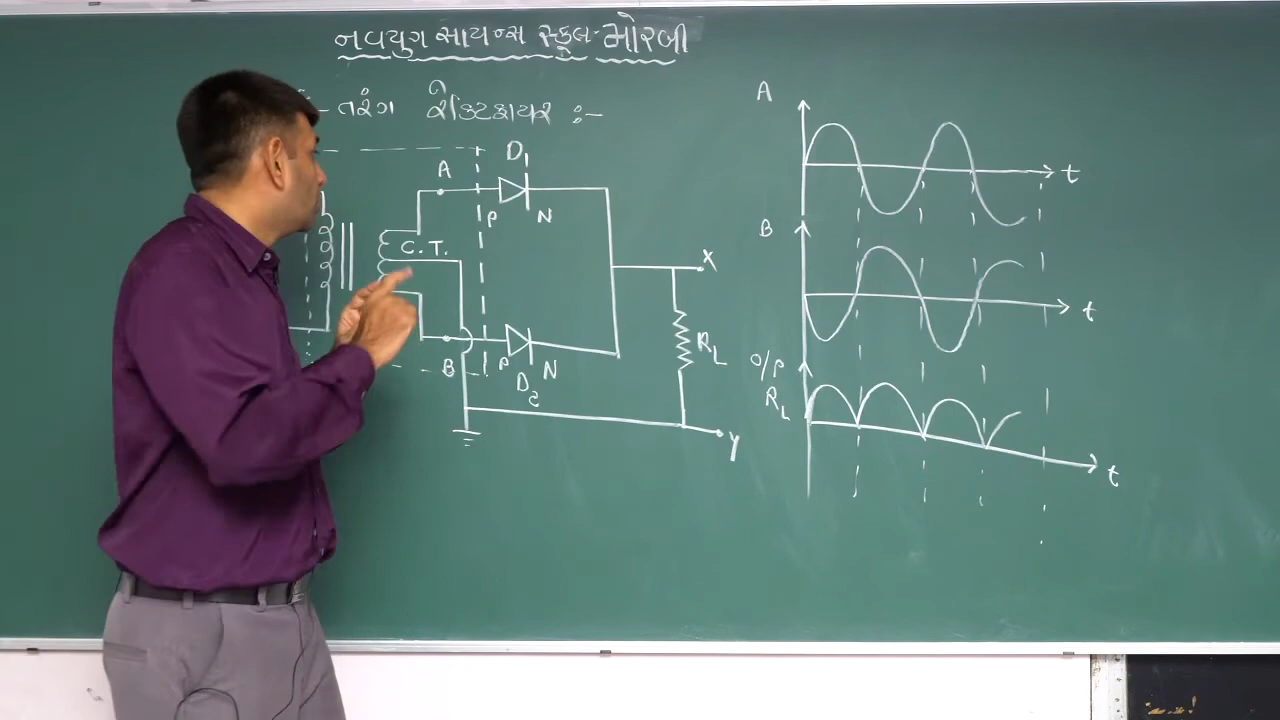 નવયુગ સાયન્સ સ્કૂલ-મોરબી
-તરંગ રેક્ટિફાયર :-
A
D1
A
P
N
t
C.T.
B
X
t
RL
B
P
N
D2
O/P
RL
Y
t